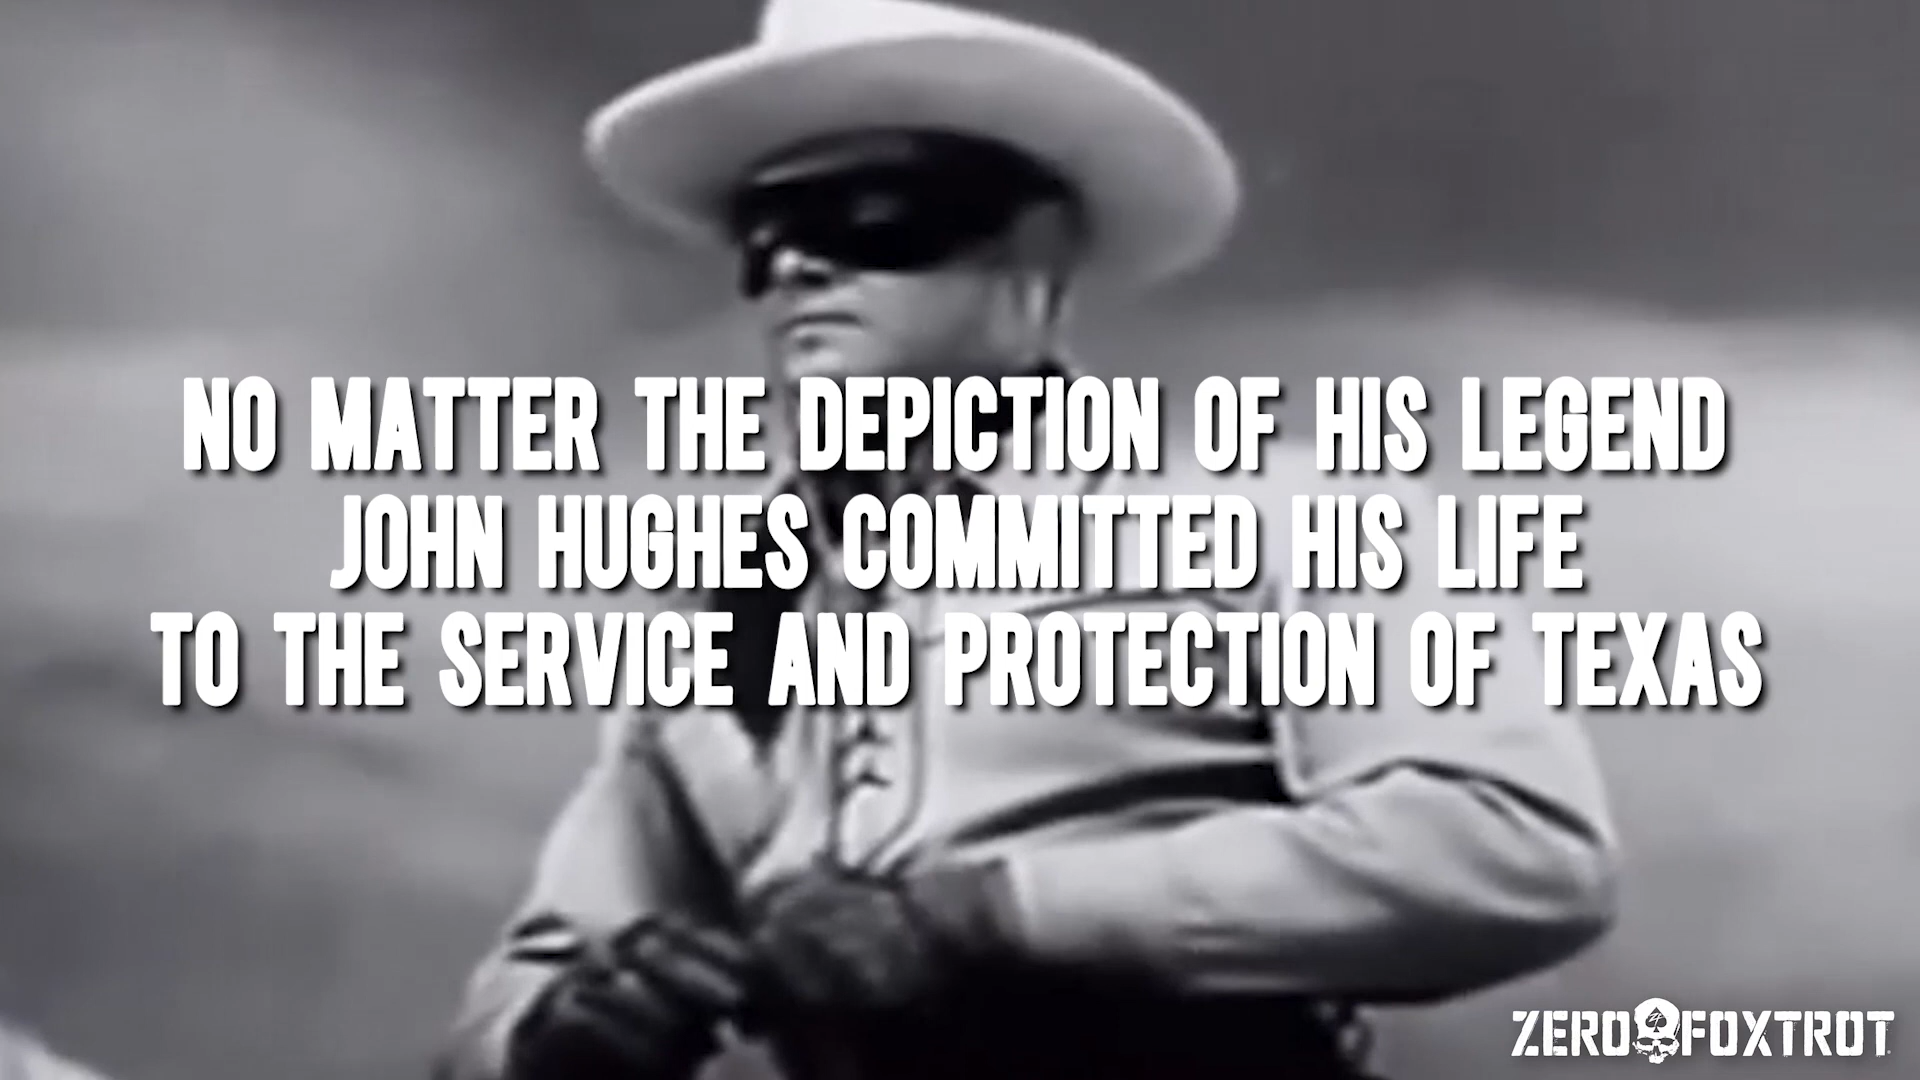 NO MATTER THE DEPICTION OF HIS LEGEND
JOHN HUGHES COMMITTED HIS LIFE
TO THE SERVICE AND PROTECTION OF TEXAS
ZERO FOXTROT